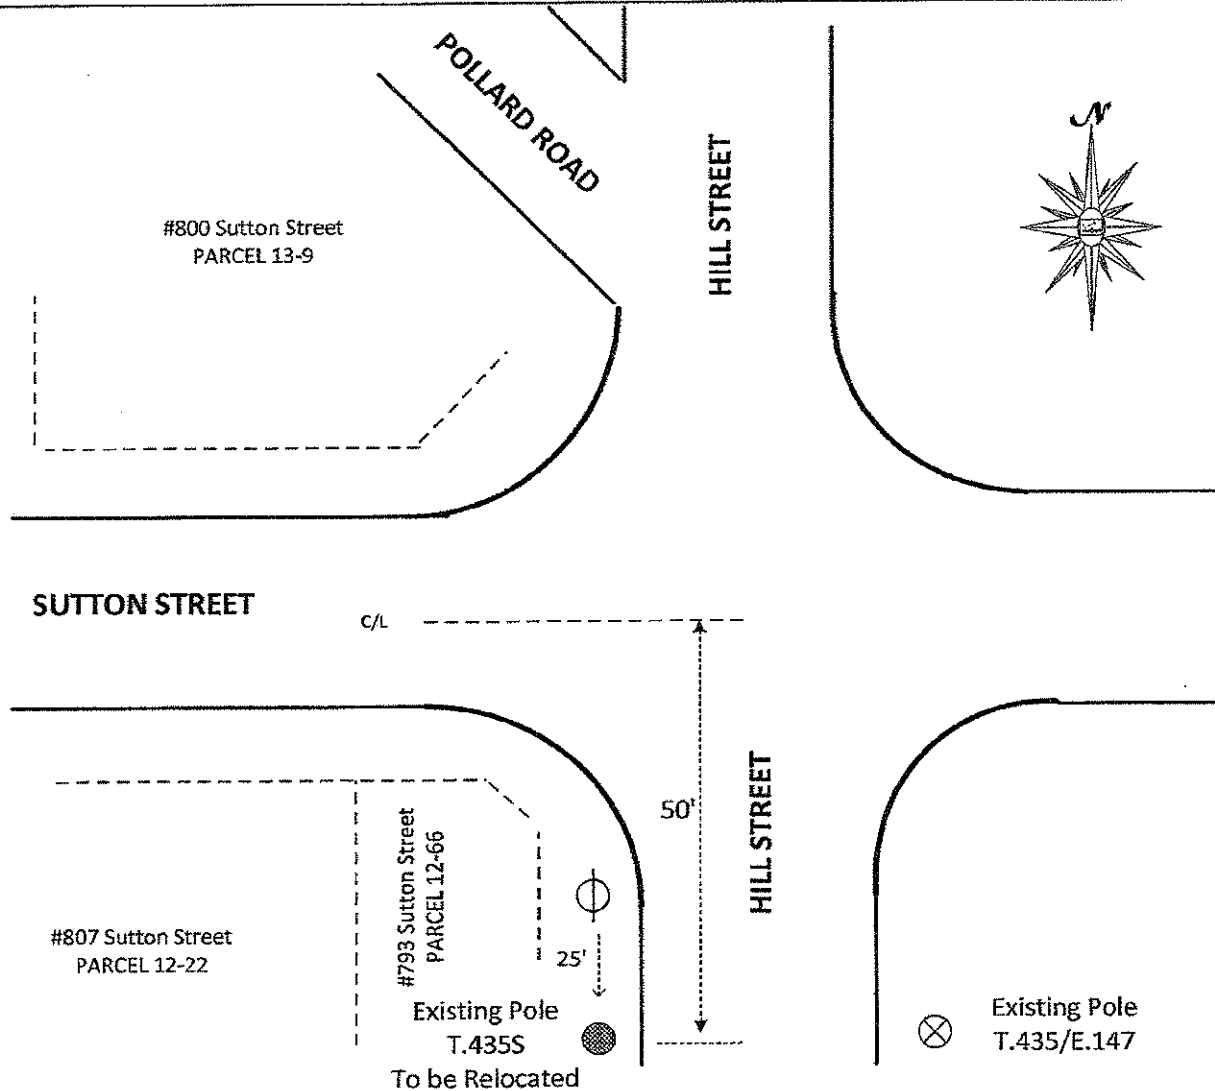 POLLARD ROAD
N
HILL STREET
#800 Sutton Street
PARCEL 13-9
SUTTON STREET
C/L
50'
HILL STREET
#793 Sutton Street
PARCEL 12-66
#807 Sutton Street
PARCEL 12-22
25'
Existing Pole
T.435S
To be Relocated
Existing Pole
T.435/E.147